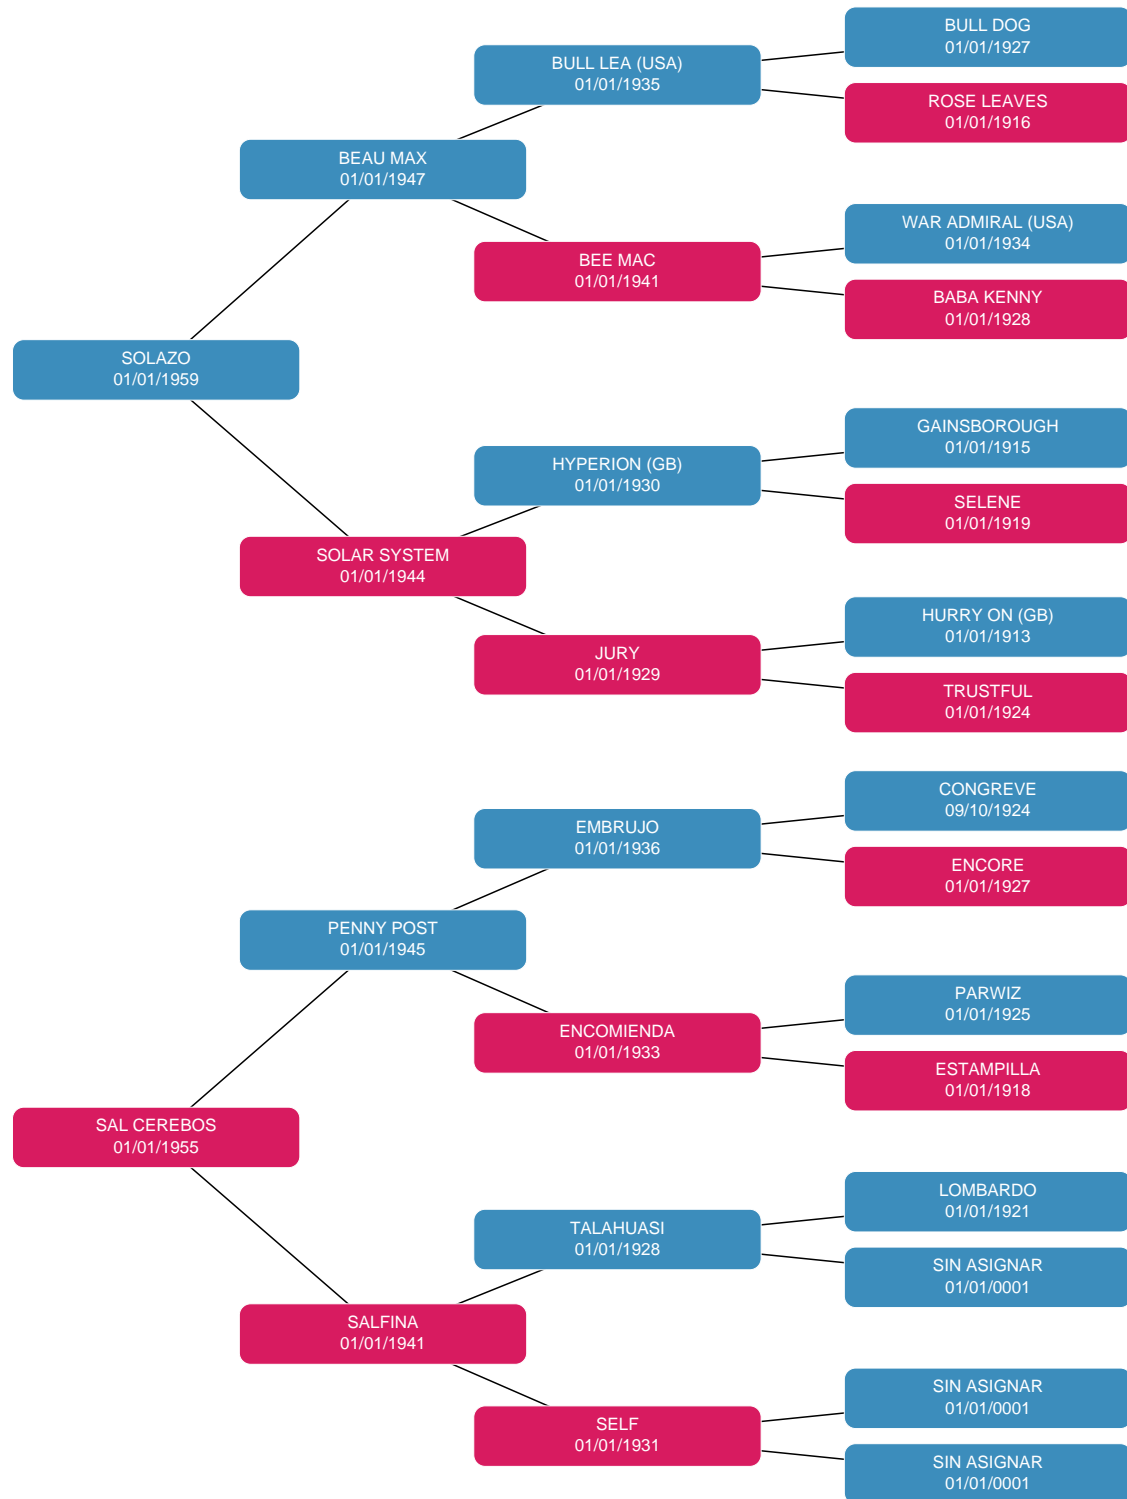 BULL DOG
01/01/1927
BULL LEA (USA)
01/01/1935
ROSE LEAVES
01/01/1916
BEAU MAX
01/01/1947
WAR ADMIRAL (USA)
01/01/1934
BEE MAC
01/01/1941
BABA KENNY
01/01/1928
SOLAZO
01/01/1959
GAINSBOROUGH
01/01/1915
HYPERION (GB)
01/01/1930
SELENE
01/01/1919
SOLAR SYSTEM
01/01/1944
HURRY ON (GB)
01/01/1913
JURY
01/01/1929
TRUSTFUL
01/01/1924
CONGREVE
09/10/1924
EMBRUJO
01/01/1936
ENCORE
01/01/1927
PENNY POST
01/01/1945
PARWIZ
01/01/1925
ENCOMIENDA
01/01/1933
ESTAMPILLA
01/01/1918
SAL CEREBOS
01/01/1955
LOMBARDO
01/01/1921
TALAHUASI
01/01/1928
SIN ASIGNAR
01/01/0001
SALFINA
01/01/1941
SIN ASIGNAR
01/01/0001
SELF
01/01/1931
SIN ASIGNAR
01/01/0001